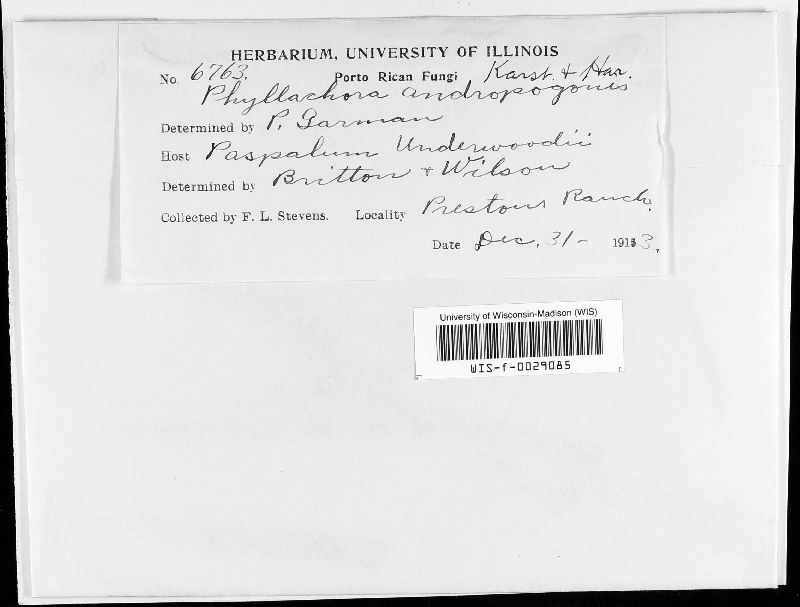 HERBARIUM, UNIVERSITY OF ILLINOIS
No. 6763. Porto Rican Fungi Karst. & Har.
Phyllachora andropogonis
Determined by P. Garman
Host Paspalum Underwoodii
Determined by Britton & Wilson
Collected by F. L. Stevens. Locality Prestons Ranch.
Date Dec. 31- 1913.
University of Wisconsin-Madison (WIS)
WIS-f-0029085